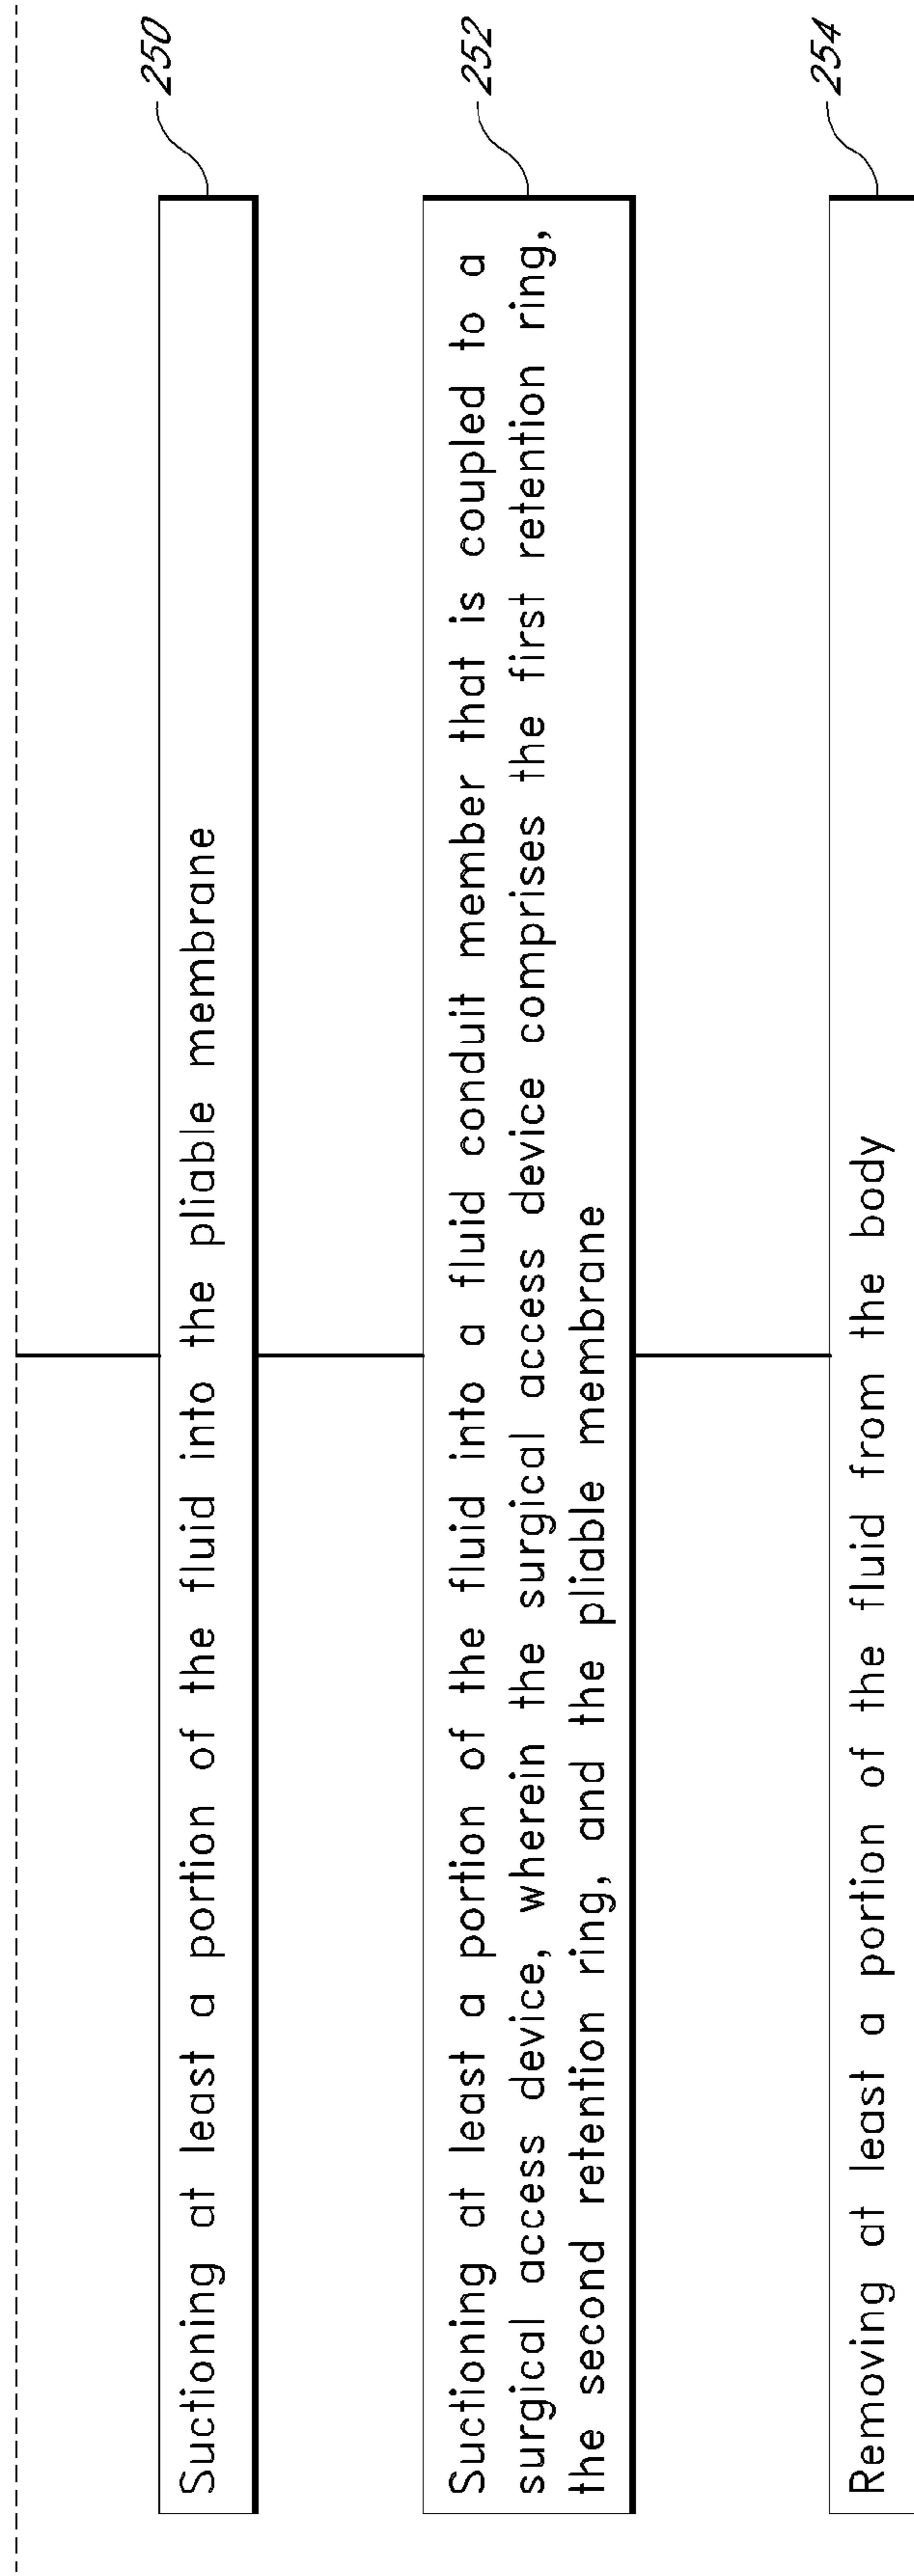 250
Suctioning at least a portion of the fluid into the pliable membrane
252
Suctioning at least a portion of the fluid into a fluid conduit member that is coupled to a
surgical access device, wherein the surgical access device comprises the first retention ring,
the second retention ring, and the pliable membrane
254
Removing at least a portion of the fluid from the body